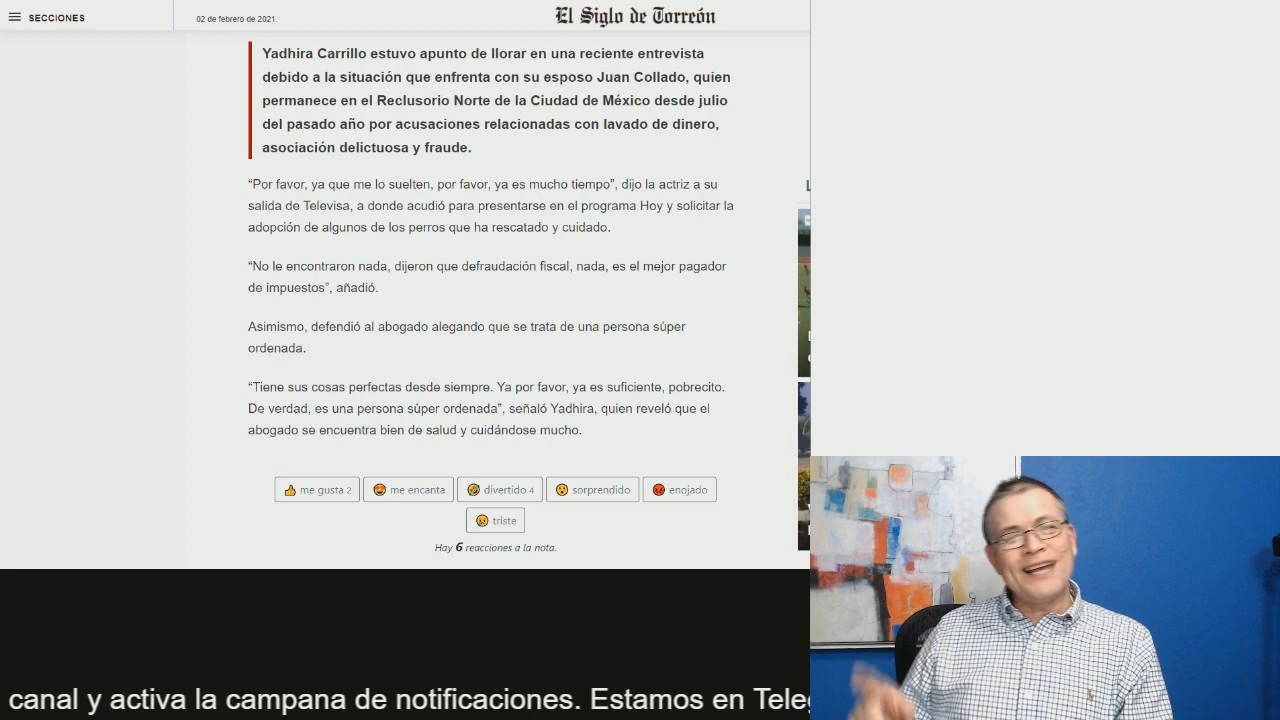 SECCIONES
02 de febrero de 2021.
El Siglo de Torreón
Yadhira Carrillo estuvo apunto de llorar en una reciente entrevista
debido a la situación que enfrenta con su esposo Juan Collado, quien
permanece en el Reclusorio Norte de la Ciudad de México desde julio
del pasado año por acusaciones relacionadas con lavado de dinero,
asociación delictuosa y fraude.
“Por favor, ya que me lo suelten, por favor, ya es mucho tiempo”, dijo la actriz a su
salida de Televisa, a donde acudió para presentarse en el programa Hoy y solicitar la
adopción de algunos de los perros que ha rescatado y cuidado.
“No le encontraron nada, dijeron que defraudación fiscal, nada, es el mejor pagador
de impuestos”, añadió.
Asimismo, defendió al abogado alegando que se trata de una persona súper
ordenada.
“Tiene sus cosas perfectas desde siempre. Ya por favor, ya es suficiente, pobrecito.
De verdad, es una persona súper ordenada”, señaló Yadhira, quien reveló que el
abogado se encuentra bien de salud y cuidándose mucho.
me gusta 2 me encanta divertido 4 sorprendido enojado
triste
Hay 6 reacciones a la nota.
canal y activa la campana de notificaciones. Estamos en Teleg